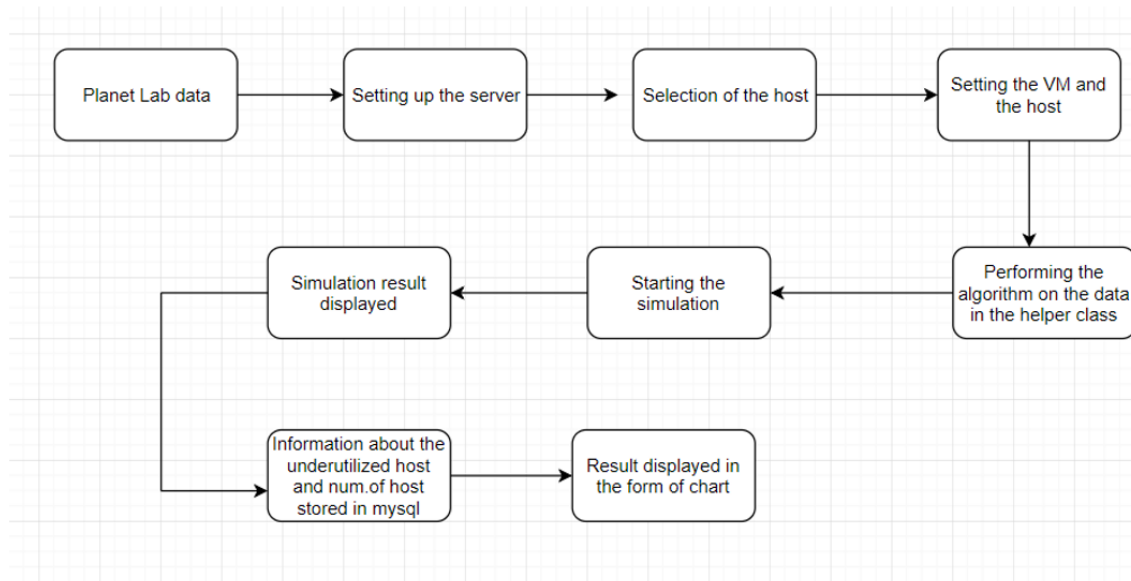 Planet Lab data
Setting up the server
Selection of the host
Setting the VM and
the host
Simulation result
displayed
Starting the
simulation
Performing the
algorithm on the data
in the helper class
Information about the
underutilized host
and num.of host
stored in mysql
Result displayed in
the form of chart